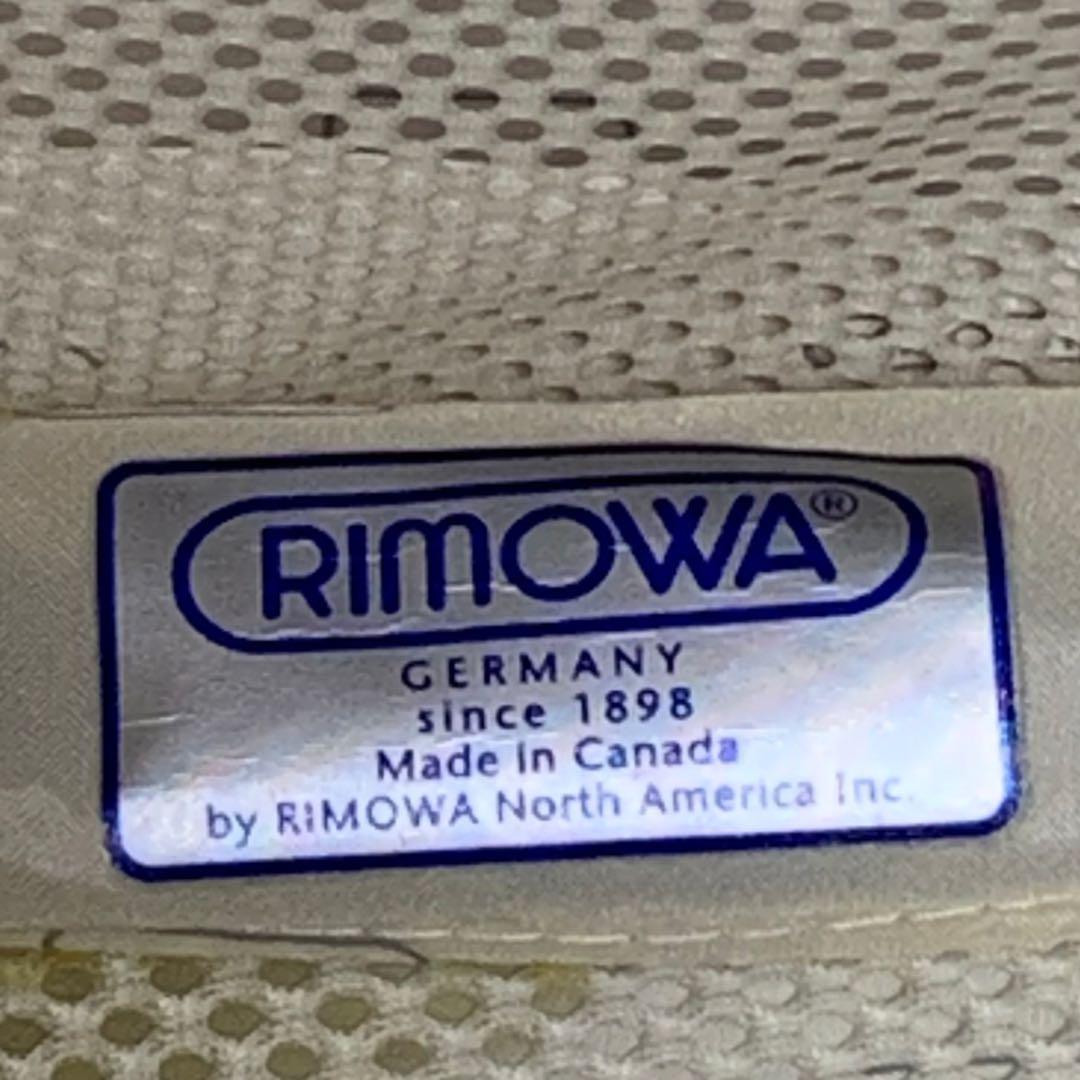 RIMOWA®
GERMANY
since 1898
Made in Canada
by RIMOWA North America Inc.